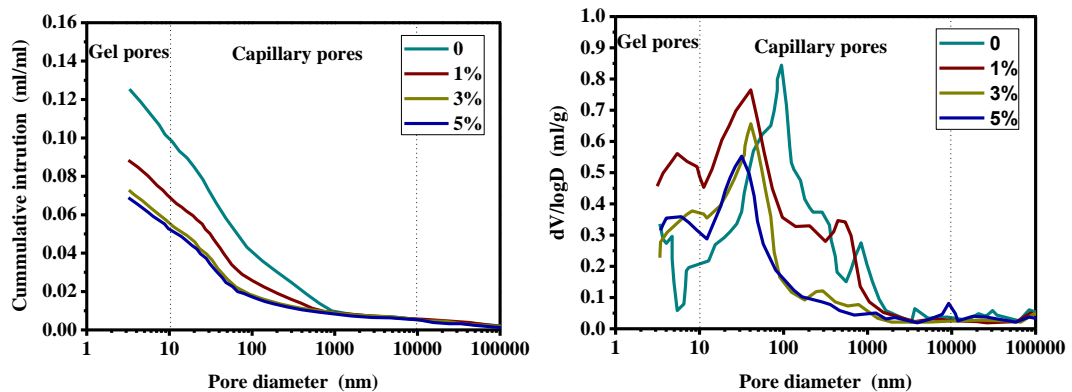 0.16
0.14
0.12
0.10
0.08
0.06
0.04
0.02
0.00
Cummulative intrution (ml/ml)
Gel pores
Capillary pores
0
1%
3%
5%
1 10 100 1000 10000 100000
Pore diameter (nm)
1.0
0.9
0.8
0.7
0.6
0.5
0.4
0.3
0.2
0.1
0.0
dV/logD (ml/g)
Gel pores
Capillary pores
0
1%
3%
5%
1 10 100 1000 10000 100000
Pore diameter (nm)